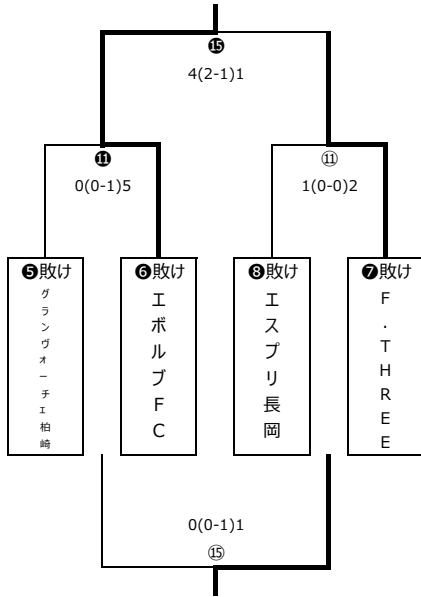 ⓯
4(2-1)1
⓫
⑪
0(0-1)5
1(0-0)2
❺敗け
グランヴォーチェ柏崎
❻敗け
エボルブFC
❽敗け
エスプリ長岡
❼敗け
F．THREE
0(0-1)1
⑮